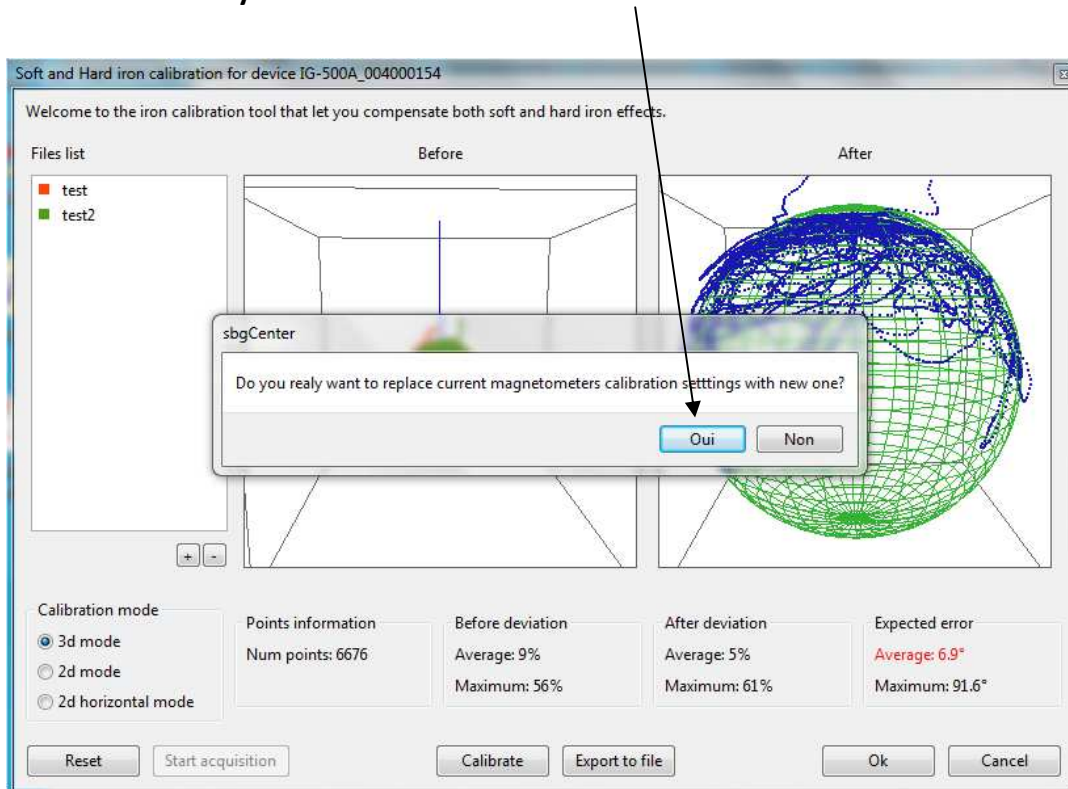 Soft and Hard iron calibration for device IG-500A_004000154
Welcome to the iron calibration tool that let you compensate both soft and hard iron effects.
Files list
Before
After
test
test2
sbgCenter
Do you realy want to replace current magnetometers calibration setttings with new one?
Oui
Non
+
-
Calibration mode
3d mode
2d mode
2d horizontal mode
Points information
Num points: 6676
Before deviation
Average: 9%
Maximum: 56%
After deviation
Average: 5%
Maximum: 61%
Expected error
Average: 6.9°
Maximum: 91.6°
Reset
Start acquisition
Calibrate
Export to file
Ok
Cancel